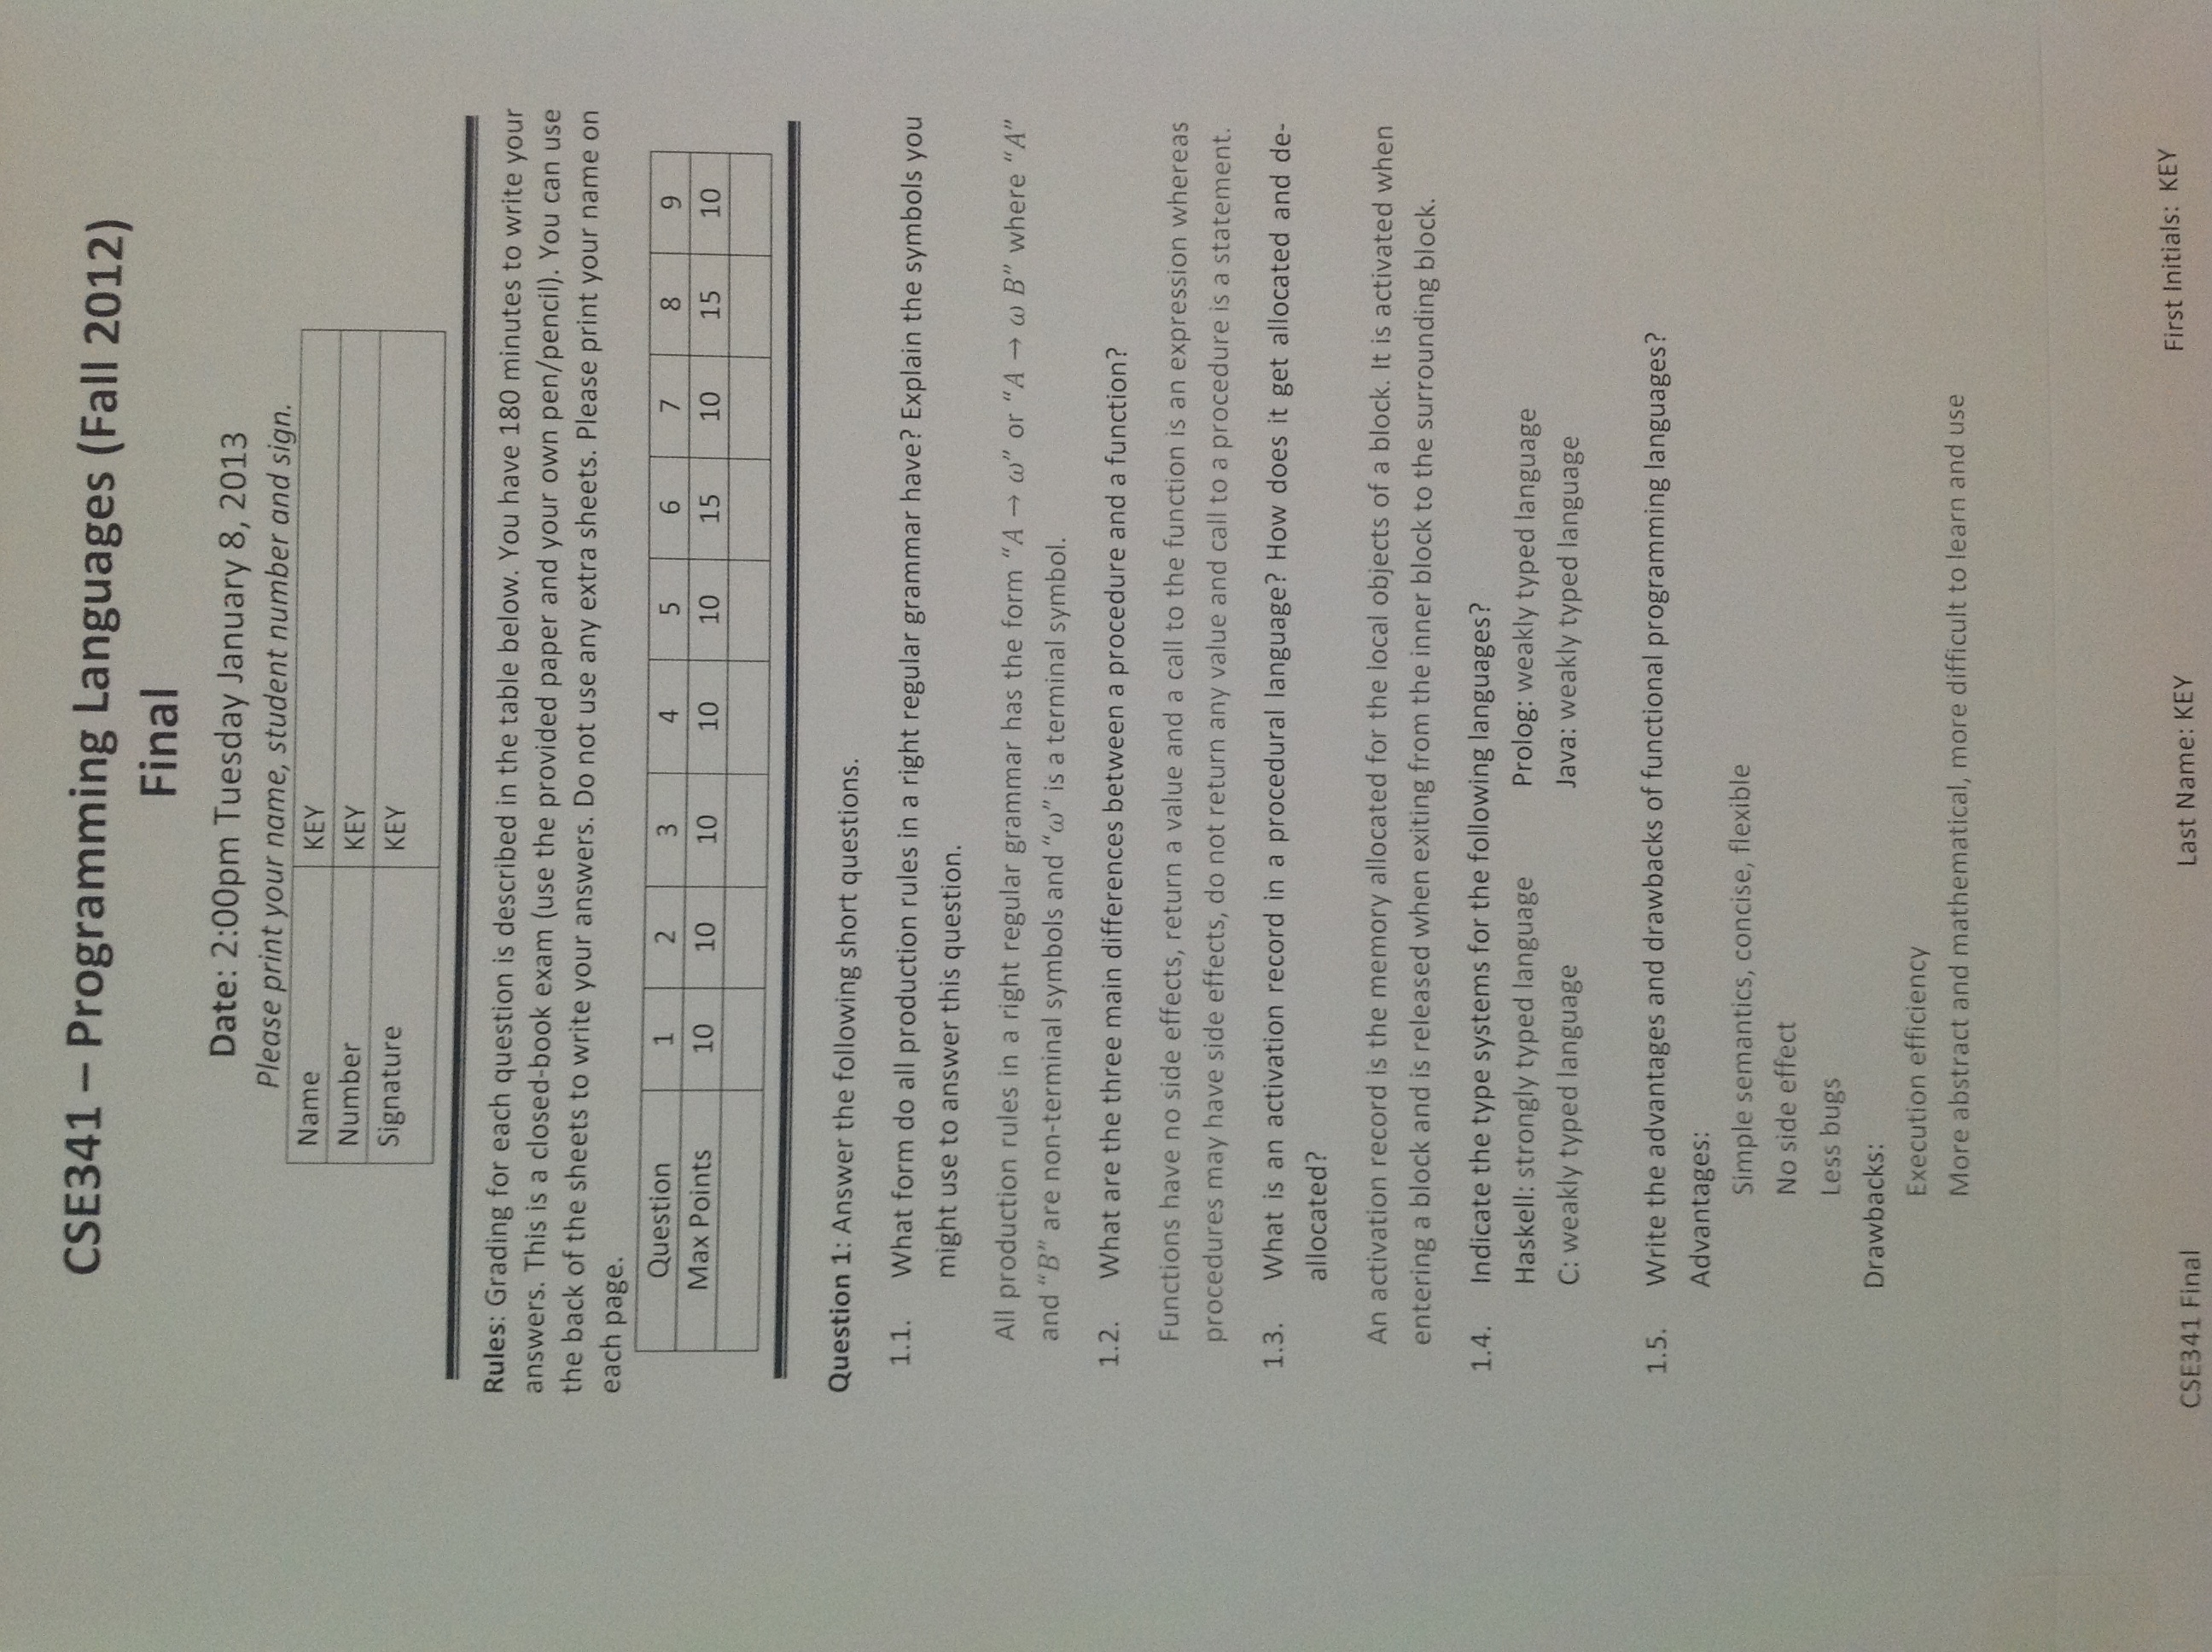 CSE341 – Programming Languages (Fall 2012)
Final
Date: 2:00pm Tuesday January 8, 2013
Please print your name, student number and sign.
Name KEY
Number KEY
Signature KEY
Rules: Grading for each question is described in the table below. You have 180 minutes to write your
answers. This is a closed-book exam (use the provided paper and your own pen/pencil). You can use
the back of the sheets to write your answers. Do not use any extra sheets. Please print your name on
each page.
Question 1 2 3 4 5 6 7 8 9
Max Points 10 10 10 10 10 15 10 15 10
Question 1: Answer the following short questions.
1.1. What form do all production rules in a right regular grammar have? Explain the symbols you
might use to answer this question.
All production rules in a right regular grammar has the form “A → ω” or “A → ω B” where “A”
and “B” are non-terminal symbols and “ω” is a terminal symbol.
1.2. What are the three main differences between a procedure and a function?
Functions have no side effects, return a value and a call to the function is an expression whereas
procedures may have side effects, do not return any value and call to a procedure is a statement.
1.3. What is an activation record in a procedural language? How does it get allocated and de-
allocated?
An activation record is the memory allocated for the local objects of a block. It is activated when
entering a block and is released when exiting from the inner block to the surrounding block.
1.4. Indicate the type systems for the following languages?
Haskell: strongly typed language Prolog: weakly typed language
C: weakly typed language Java: weakly typed language
1.5. Write the advantages and drawbacks of functional programming languages?
Advantages:
Simple semantics, concise, flexible
No side effect
Less bugs
Drawbacks:
Execution efficiency
More abstract and mathematical, more difficult to learn and use
CSE341 Final Last Name: KEY First Initials: KEY